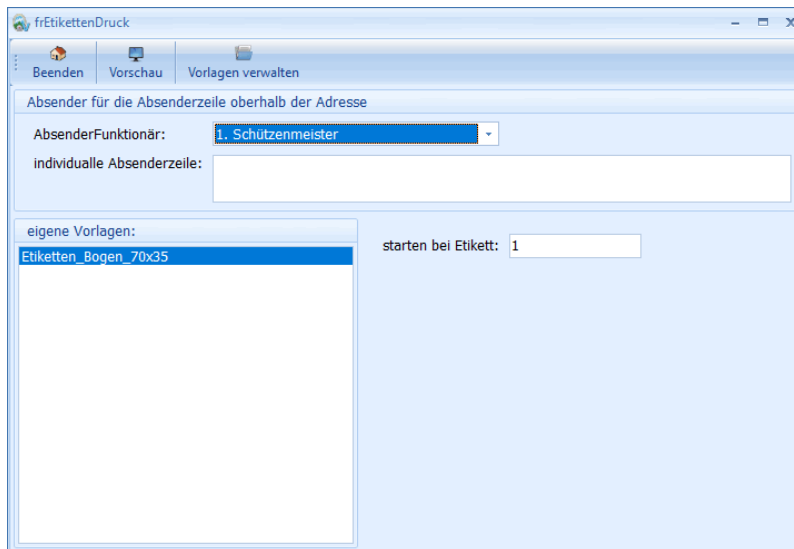 frEtikettenDruck
Beenden Vorschau Vorlagen verwalten
Absender für die Absenderzeile oberhalb der Adresse
AbsenderFunktionär: 1. Schützenmeister
individualle Absenderzeile:
eigene Vorlagen:
Etiketten_Bogen_70x35
starten bei Etikett: 1